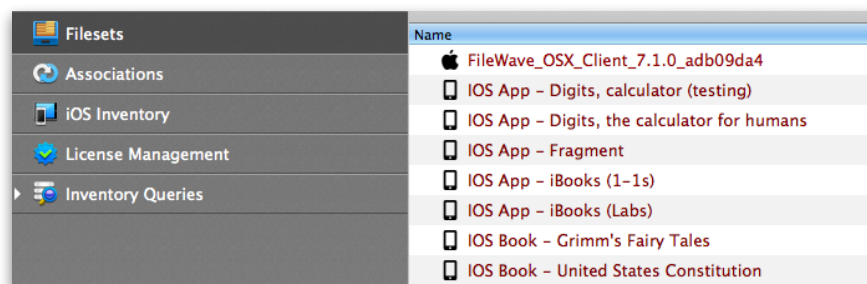 Filesets
Associations
iOS Inventory
License Management
Inventory Queries
Name
FileWave_OSX_Client_7.1.0_adb09da4
IOS App – Digits, calculator (testing)
IOS App – Digits, the calculator for humans
IOS App – Fragment
IOS App – iBooks (1–1s)
IOS App – iBooks (Labs)
IOS Book – Grimm's Fairy Tales
IOS Book – United States Constitution